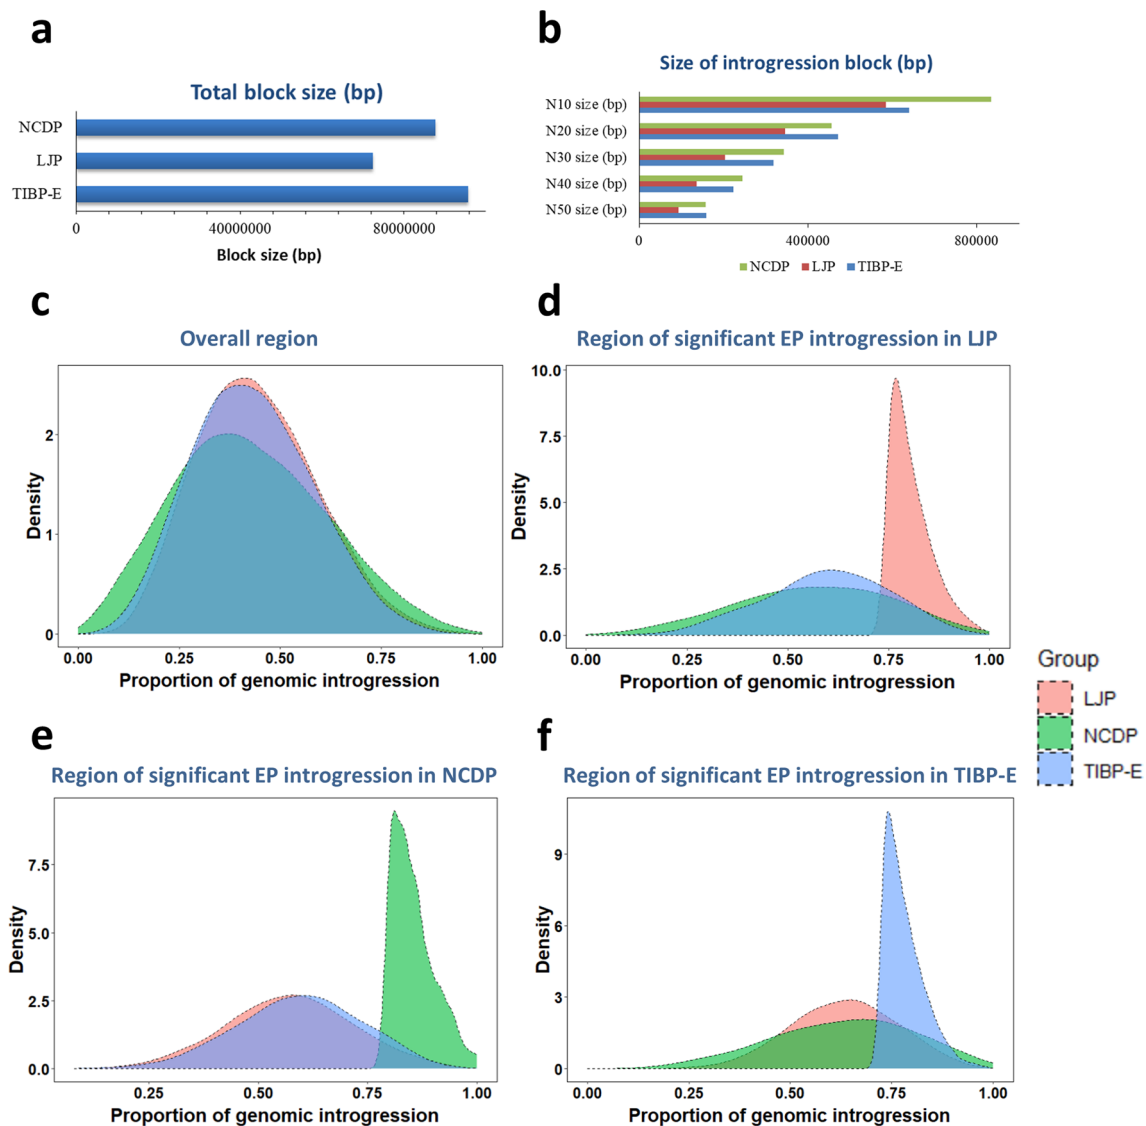 a
Total block size (bp)
NCDP
LJP
TIBP-E
0
40000000
80000000
Block size (bp)
b
Size of introgression block (bp)
N10 size (bp)
N20 size (bp)
N30 size (bp)
N40 size (bp)
N50 size (bp)
0
400000
800000
NCDP LJP TIBP-E
c
Overall region
Density
2
1
0
0.00 0.25 0.50 0.75 1.00
Proportion of genomic introgression
d
Region of significant EP introgression in LJP
Density
10.0
7.5
5.0
2.5
0.0
0.00 0.25 0.50 0.75 1.00
Proportion of genomic introgression
Group
LJP
NCDP
TIBP-E
e
Region of significant EP introgression in NCDP
Density
7.5
5.0
2.5
0.0
0.25 0.50 0.75 1.00
Proportion of genomic introgression
f
Region of significant EP introgression in TIBP-E
Density
9
6
3
0
0.00 0.25 0.50 0.75 1.00
Proportion of genomic introgression